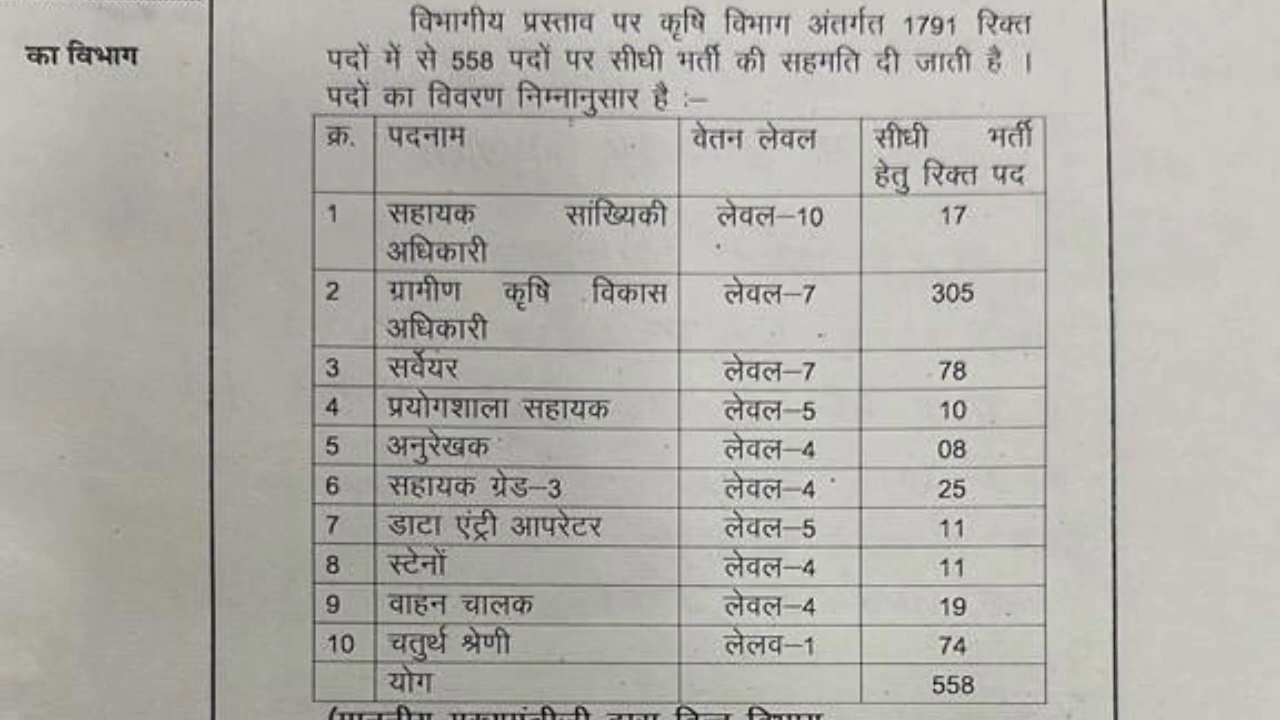 का विभाग
विभागीय प्रस्ताव पर कृषि विभाग अंतर्गत 1791 रिक्त
पदों में से 558 पदों पर सीधी भर्ती की सहमति दी जाती है ।
पदों का विवरण निम्नानुसार है :–
क्र. पदनाम वेतन लेवल सीधी भर्ती
हेतु रिक्त पद
1 सहायक सांख्यिकी लेवल–10 17
अधिकारी
2 ग्रामीण कृषि विकास लेवल–7 305
अधिकारी
3 सर्वेयर लेवल–7 78
4 प्रयोगशाला सहायक लेवल–5 10
5 अनुरेखक लेवल–4 08
6 सहायक ग्रेड–3 लेवल–4 25
7 डाटा एंट्री आपरेटर लेवल–5 11
8 स्टेनों लेवल–4 11
9 वाहन चालक लेवल–4 19
10 चतुर्थ श्रेणी लेलव–1 74
योग 558